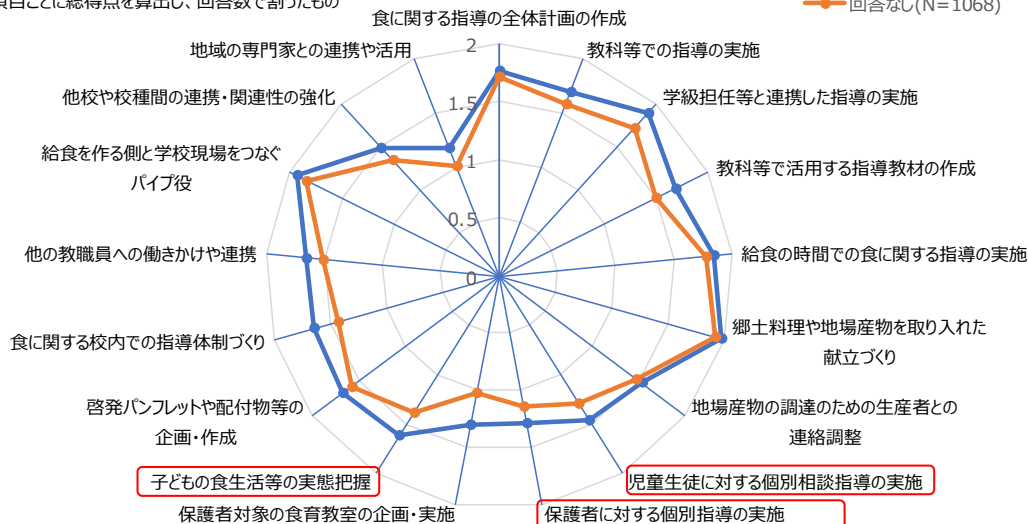 項目ごとに総得点を算出し、回答数で割ったもの
回答なし(N=1068)
食に関する指導の全体計画の作成
教科等での指導の実施
学級担任等と連携した指導の実施
教科等で活用する指導教材の作成
給食の時間での食に関する指導の実施
郷土料理や地場産物を取り入れた
献立づくり
地場産物の調達のための生産者との
連絡調整
児童生徒に対する個別相談指導の実施
保護者に対する個別指導の実施
保護者対象の食育教室の企画・実施
子どもの食生活等の実態把握
啓発パンフレットや配付物等の
企画・作成
食に関する校内での指導体制づくり
他の教職員への働きかけや連携
給食を作る側と学校現場をつなぐ
パイプ役
他校や校種間の連携・関連性の強化
地域の専門家との連携や活用
2
1.5
1
0.5
0